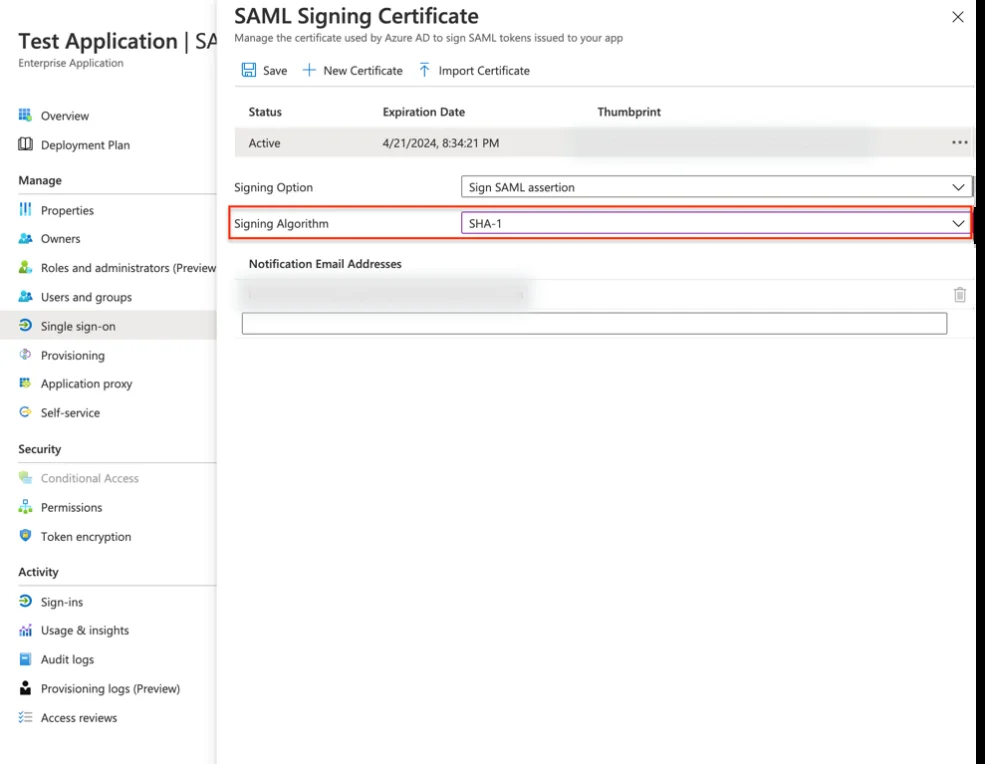 Test Application | SA
Enterprise Application
Overview
Deployment Plan
Manage
Properties
Owners
Roles and administrators (Preview
Users and groups
Single sign-on
Provisioning
Application proxy
Self-service
Security
Conditional Access
Permissions
Token encryption
Activity
Sign-ins
Usage & insights
Audit logs
Provisioning logs (Preview)
Access reviews
SAML Signing Certificate
Manage the certificate used by Azure AD to sign SAML tokens issued to your app
Save New Certificate Import Certificate
Status Expiration Date Thumbprint
Active 4/21/2024, 8:34:21 PM
Signing Option Sign SAML assertion
Signing Algorithm SHA-1
Notification Email Addresses